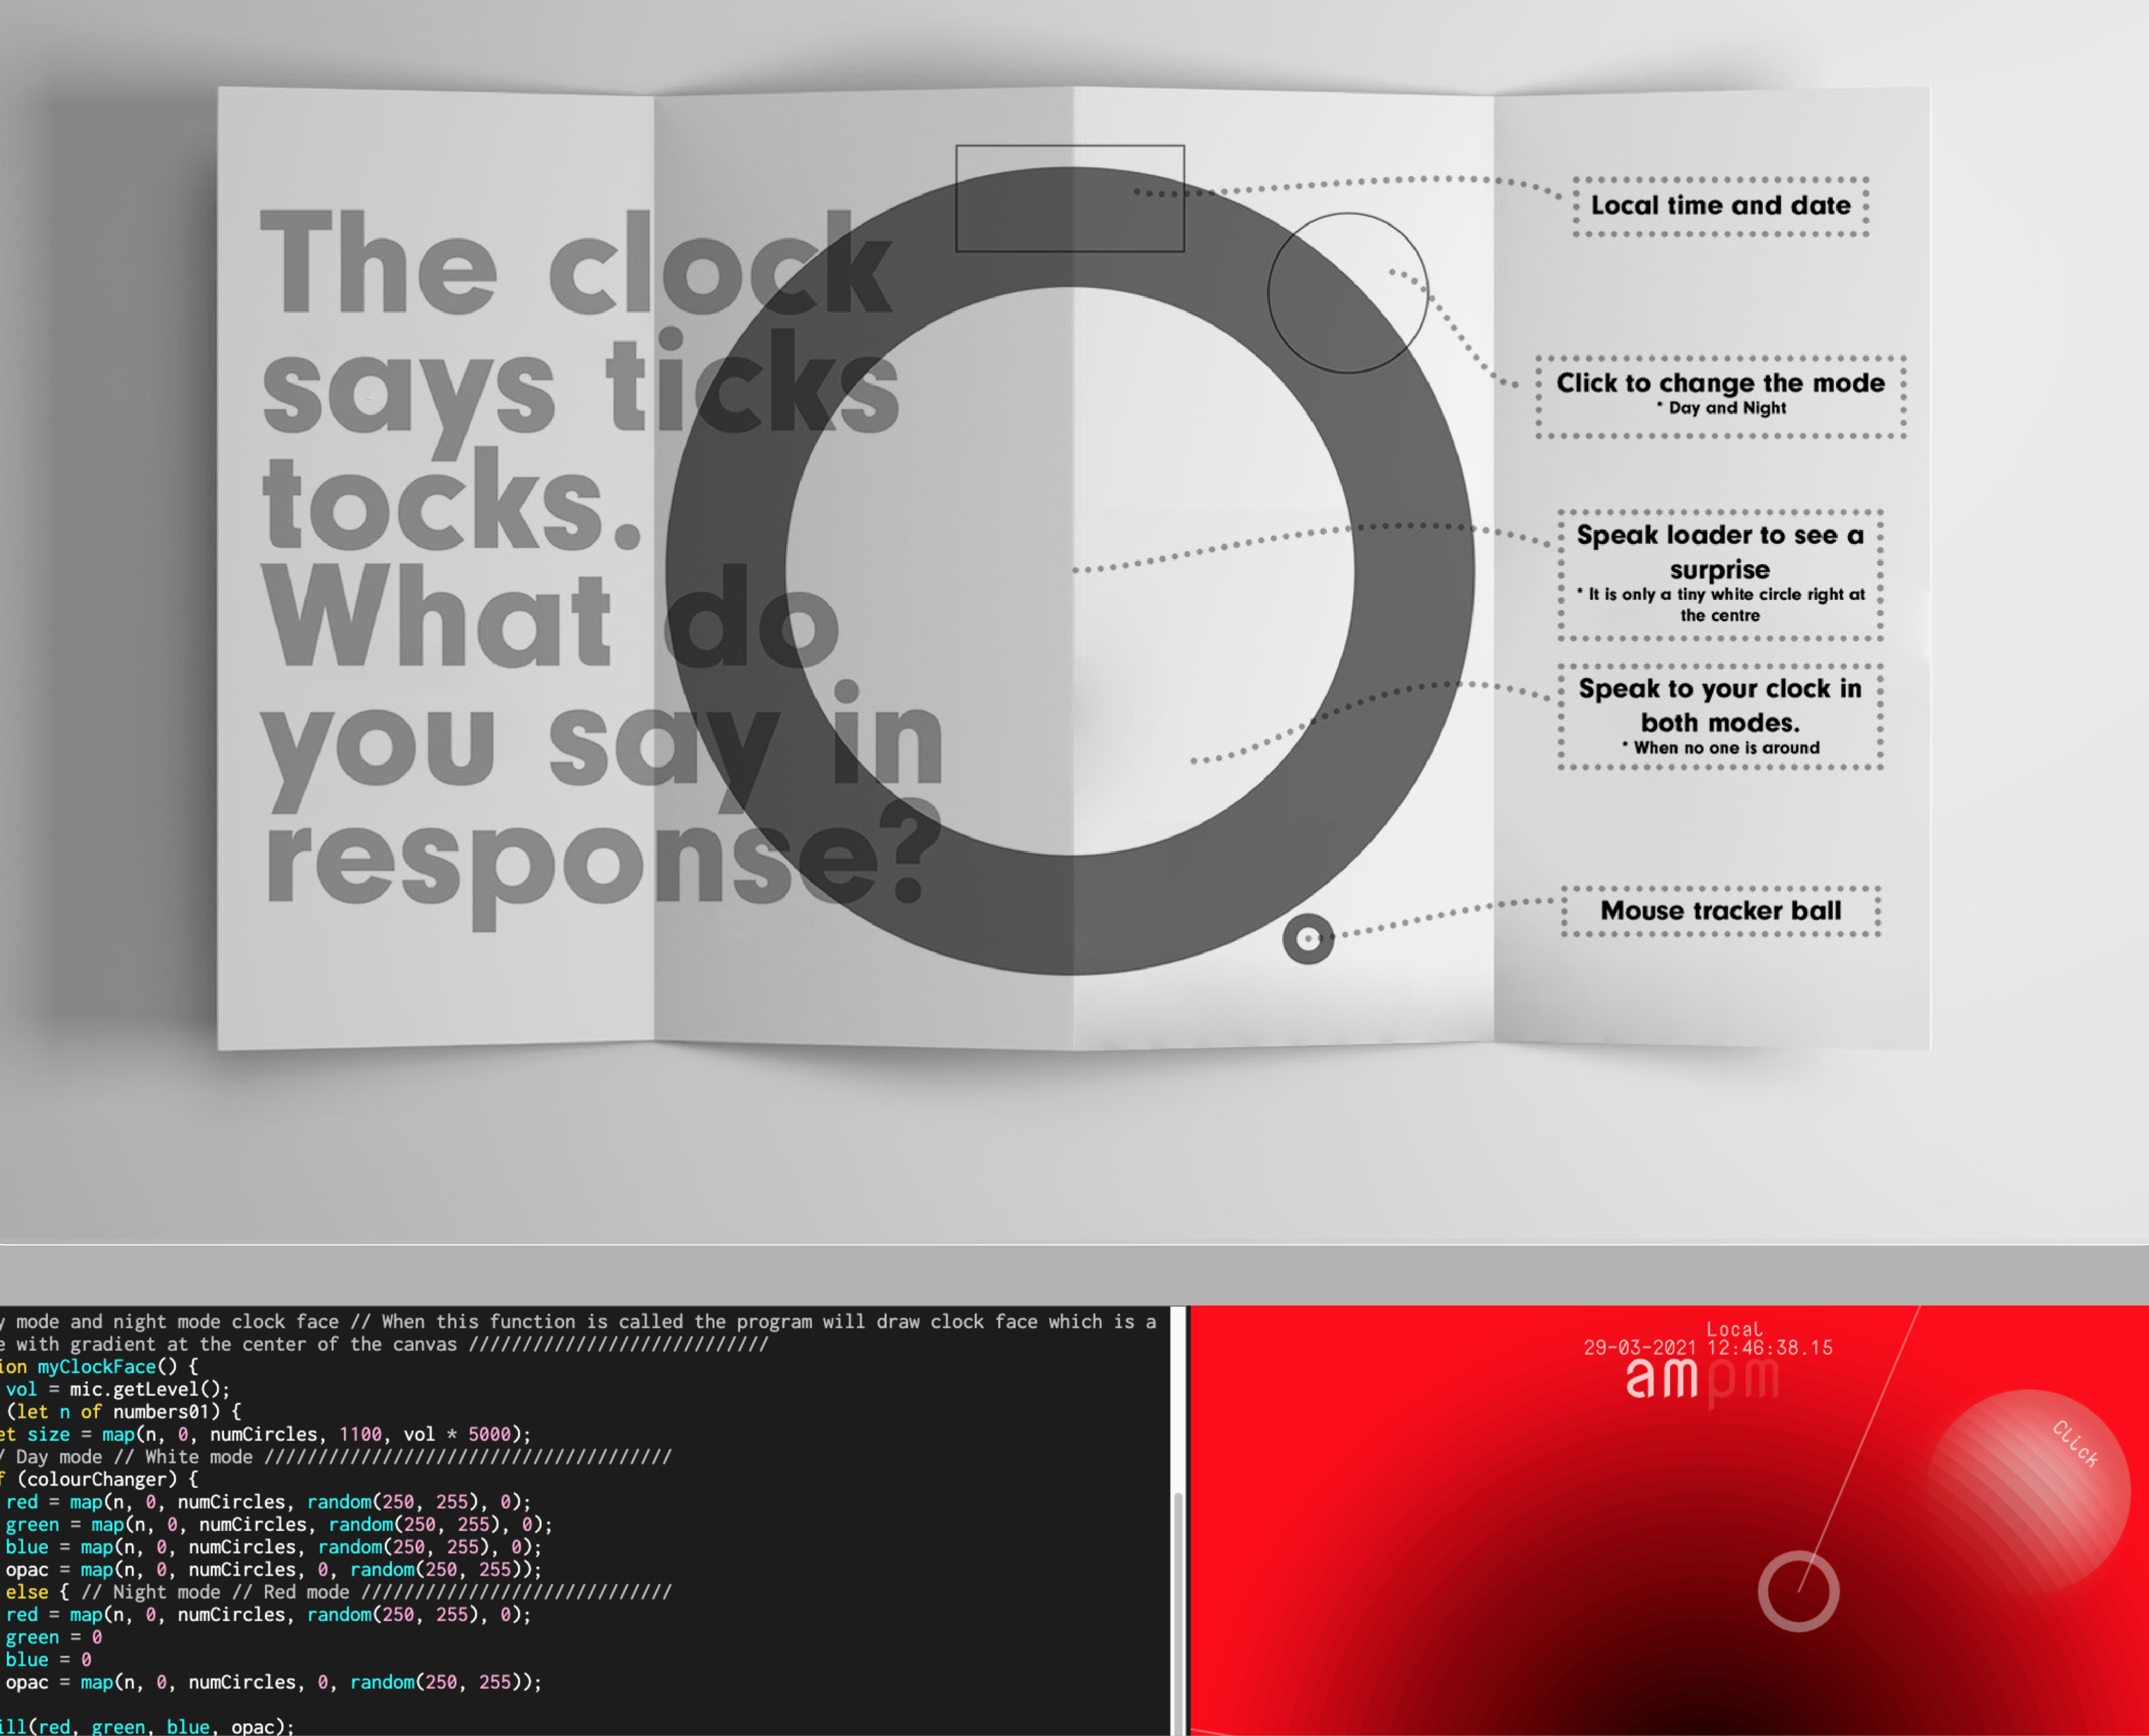 The clock
says ticks
tocks.
What do
you say in
response?
Local time and date
Click to change the mode
* Day and Night
Speak loader to see a
surprise
* It is only a tiny white circle right at
the centre
Speak to your clock in
both modes.
* When no one is around
Mouse tracker ball
y mode and night mode clock face // When this function is called the program will draw clock face which is a
e with gradient at the center of the canvas ////////////////////////////
ion myClockFace() {
vol = mic.getLevel();
(let n of numbers01) {
et size = map(n, 0, numCircles, 1100, vol * 5000);
/ Day mode // White mode //////////////////////////////////////
f (colourChanger) {
red = map(n, 0, numCircles, random(250, 255), 0);
green = map(n, 0, numCircles, random(250, 255), 0);
blue = map(n, 0, numCircles, random(250, 255), 0);
opac = map(n, 0, numCircles, 0, random(250, 255));
else { // Night mode // Red mode /////////////////////////////
red = map(n, 0, numCircles, random(250, 255), 0);
green = 0
blue = 0
opac = map(n, 0, numCircles, 0, random(250, 255));
ill(red, green, blue, opac);
Local
29-03-2021 12:46:38.15
ampm
Click